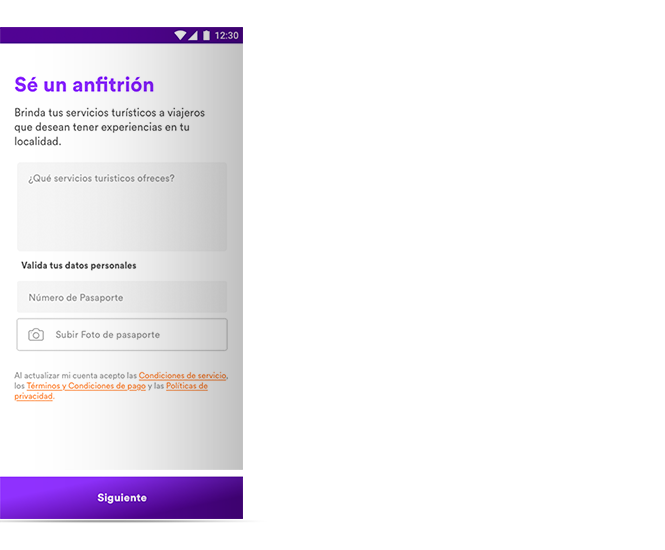 12:30
Sé un anfitrión
Brinda tus servicios turísticos a viajeros
que desean tener experiencias en tu
localidad.
¿Qué servicios turisticos ofreces?
Valida tus datos personales
Número de Pasaporte
Subir Foto de pasaporte
Al actualizar mi cuenta acepto las Condiciones de servicio,
los Términos y Condiciones de pago y las Políticas de
privacidad.
Siguiente